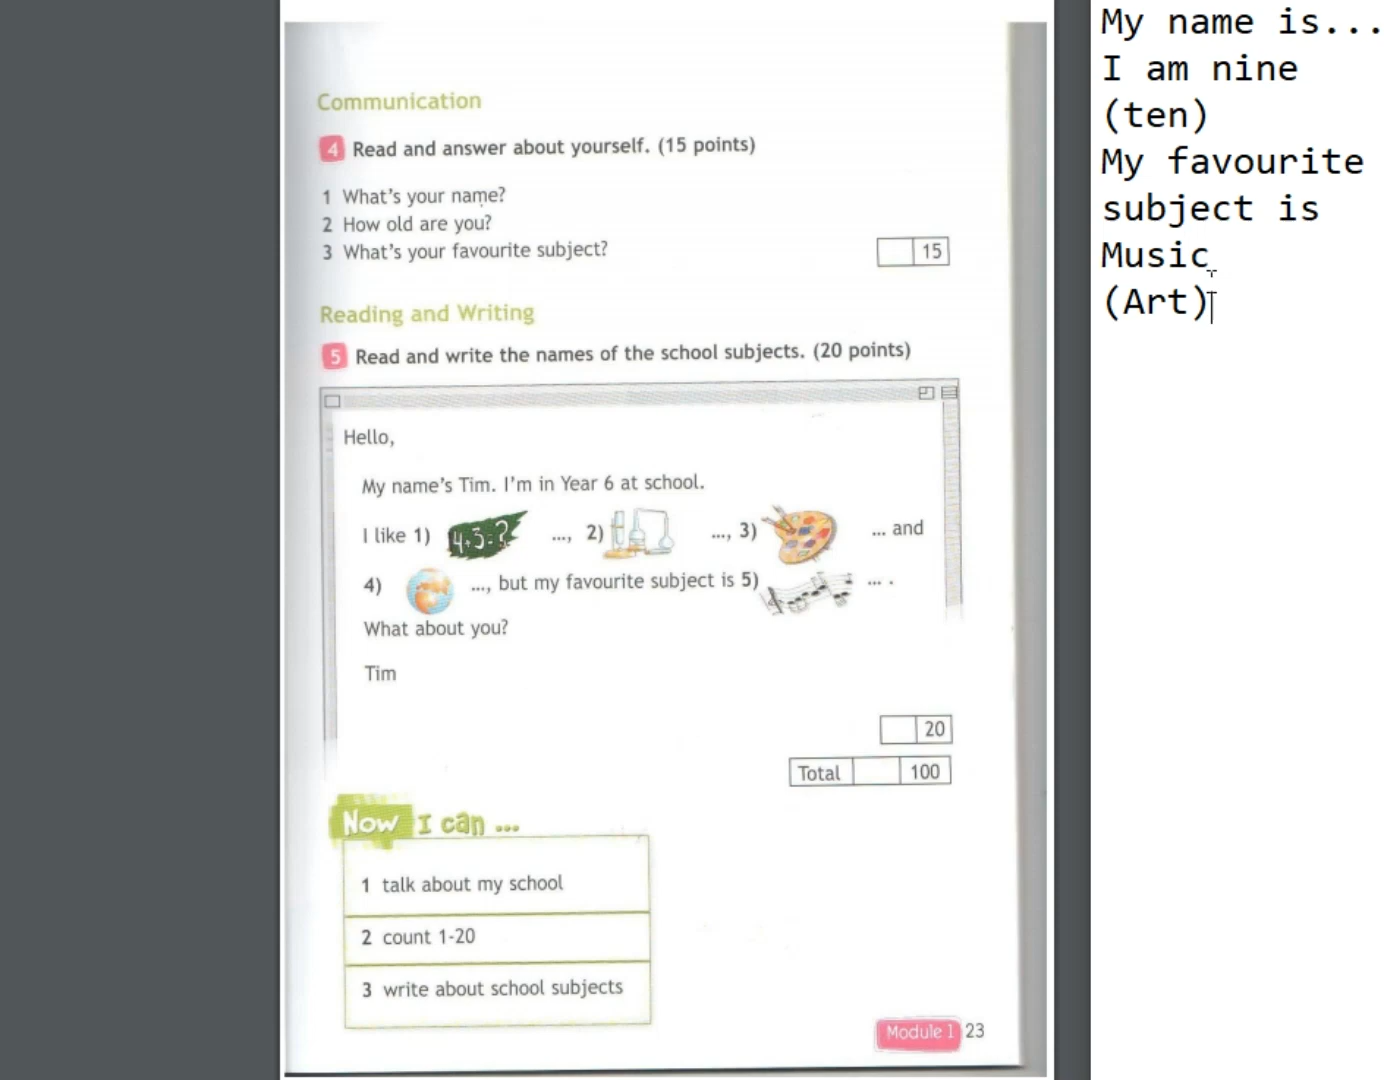 Communication
4 Read and answer about yourself. (15 points)
1 What's your name?
2 How old are you?
3 What's your favourite subject?
15
Reading and Writing
5 Read and write the names of the school subjects. (20 points)
Hello,
My name's Tim. I'm in Year 6 at school.
I like 1) 4+3=? ..., 2) ..., 3) ... and
4) ..., but my favourite subject is 5) ... .
What about you?
Tim
20
Total 100
Now I can ...
1 talk about my school
2 count 1-20
3 write about school subjects
Module 1 23
My name is...
I am nine
(ten)
My favourite
subject is
Music
(Art)